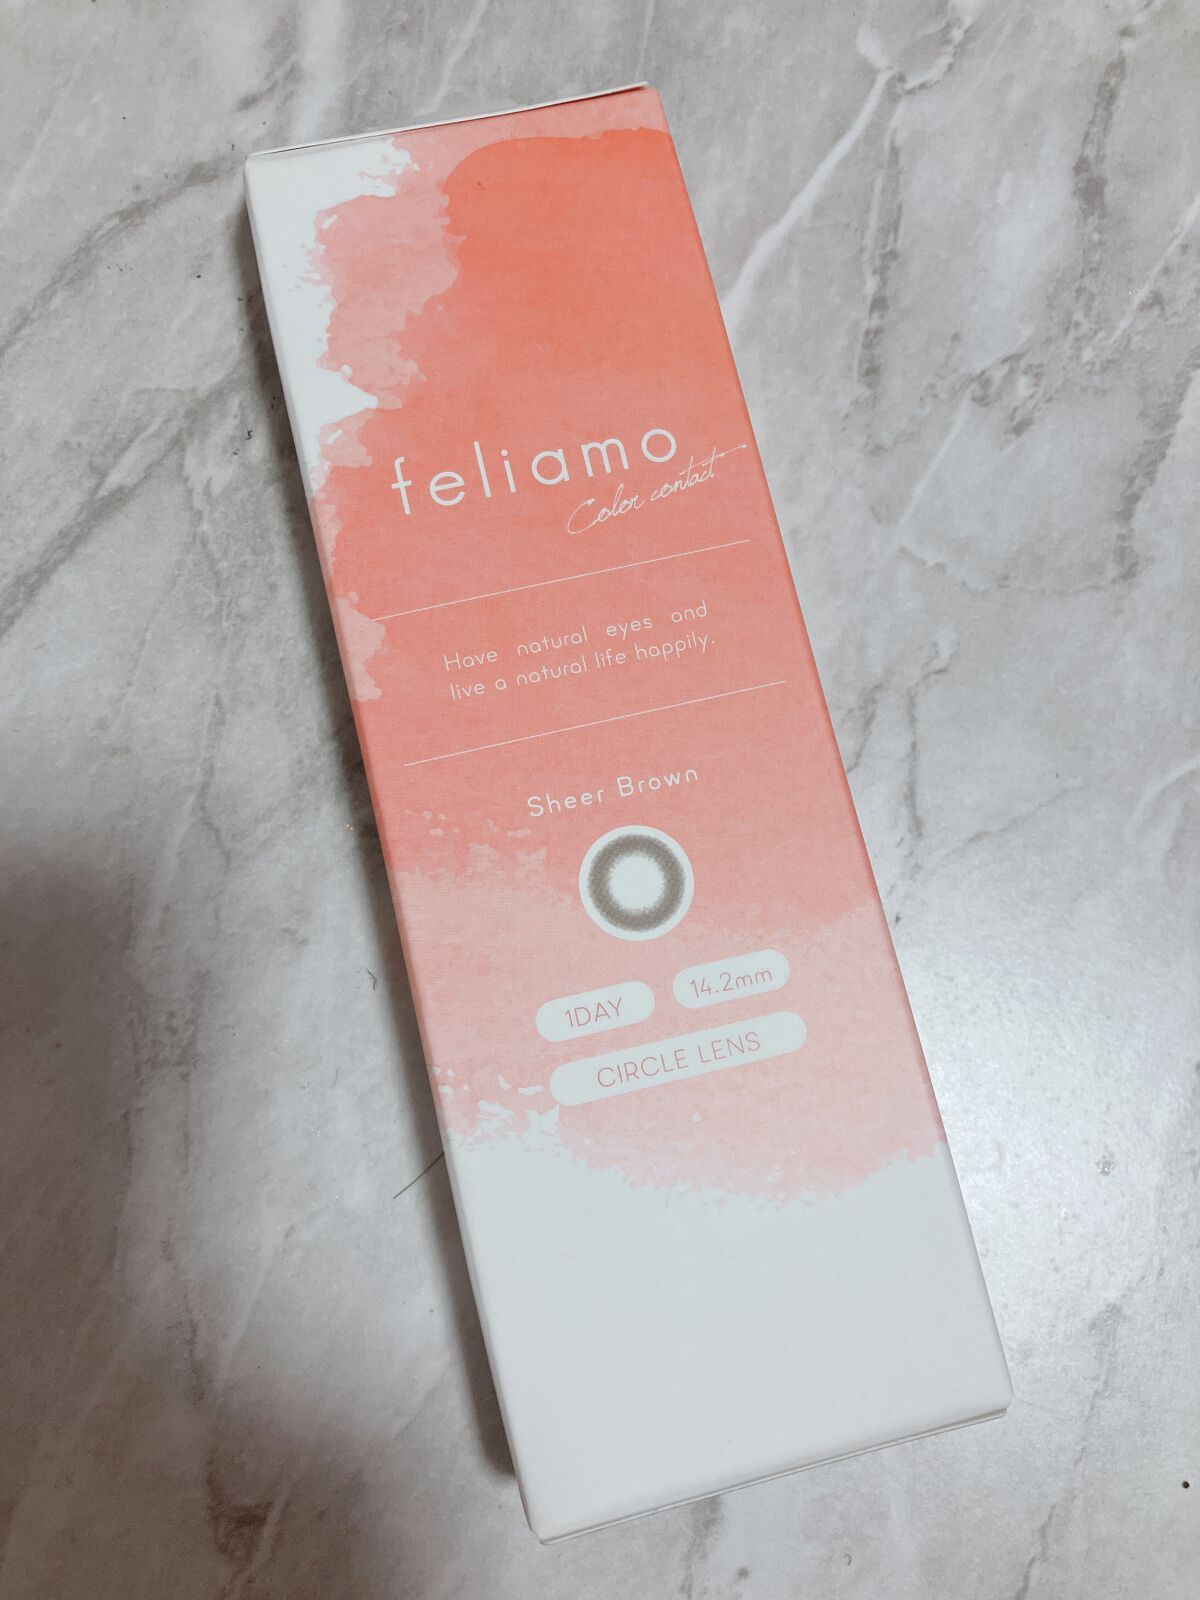 feliamo
Color contact
Have natural eyes and
live a natural life happily.
Sheer Brown
1DAY
14.2mm
CIRCLE LENS